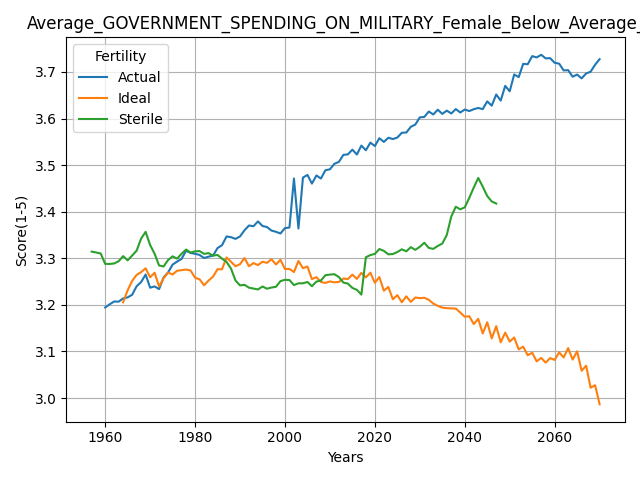 Average_GOVERNMENT_SPENDING_ON_MILITARY_Female_Below_Average_
Fertility
Actual
Ideal
Sterile
Score(1-5)
3.7
3.6
3.5
3.4
3.3
3.2
3.1
3.0
1960 1980 2000 2020 2040 2060
Years